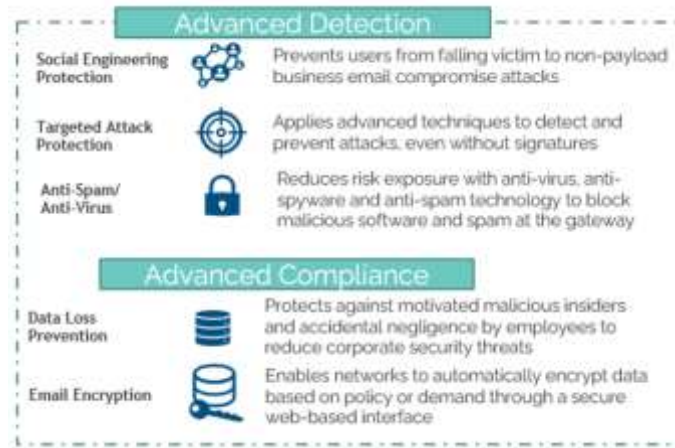 Advanced Detection
Social Engineering
Protection
Prevents users from falling victim to non-payload
business email compromise attacks
Targeted Attack
Protection
Applies advanced techniques to detect and
prevent attacks, even without signatures
Anti-Spam/
Anti-Virus
Reduces risk exposure with anti-virus, anti-
spyware and anti-spam technology to block
malicious software and spam at the gateway
Advanced Compliance
Data Loss
Prevention
Protects against motivated malicious insiders
and accidental negligence by employees to
reduce corporate security threats
Email Encryption
Enables networks to automatically encrypt data
based on policy or demand through a secure
web-based interface